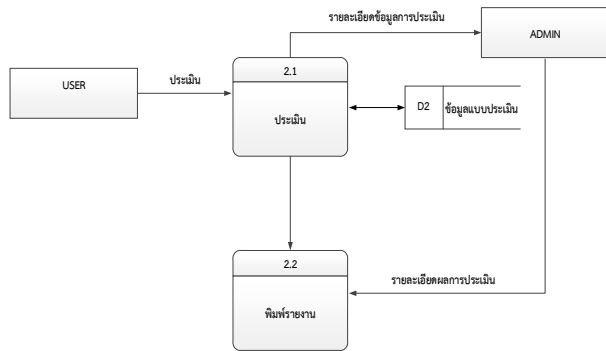 รายละเอียดข้อมูลการประเมิน
ADMIN
USER
ประเมิน
2.1
ประเมิน
D2
ข้อมูลแบบประเมิน
2.2
พิมพ์รายงาน
รายละเอียดผลการประเมิน